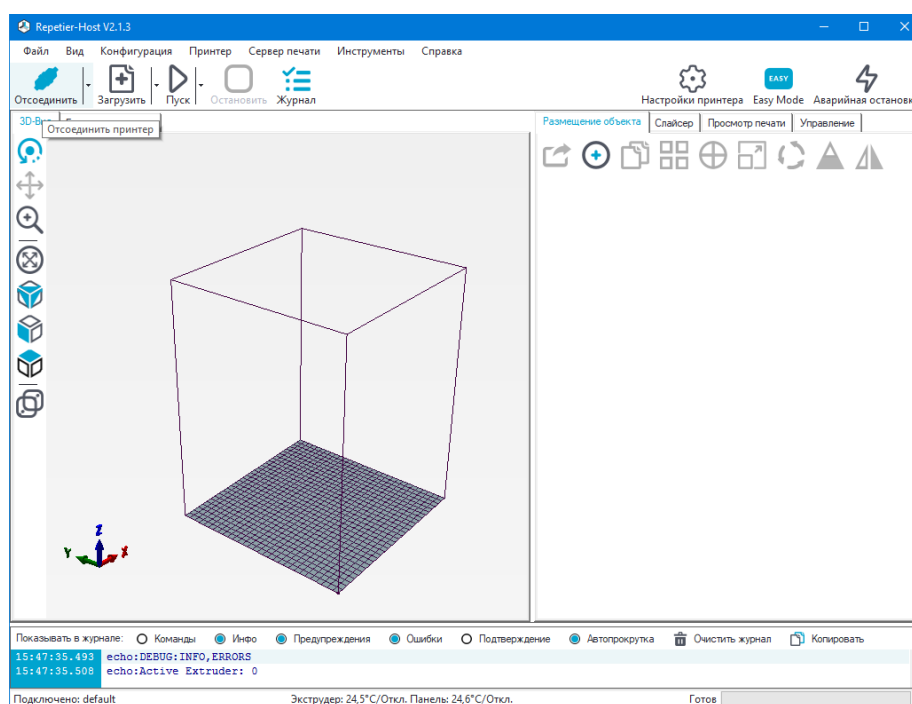 Repetier-Host V2.1.3
Файл Вид Конфигурация Принтер Сервер печати Инструменты Справка
Отсоединить Загрузить Пуск Остановить Журнал Настройки принтера EASY Easy Mode Аварийная останов
3D-Ви Отсоединить принтер Размещение объекта Слайсер Просмотр печати Управление
Z
Y X
Показывать в журнале: Команды Инфо Предупреждения Ошибки Подтверждение Автопрокрутка Очистить журнал Копировать
15:47:35.493 echo:DEBUG:INFO,ERRORS
15:47:35.508 echo:Active Extruder: 0
Подключено: default Экструдер: 24,5°C/Откл. Панель: 24,6°C/Откл. Готов